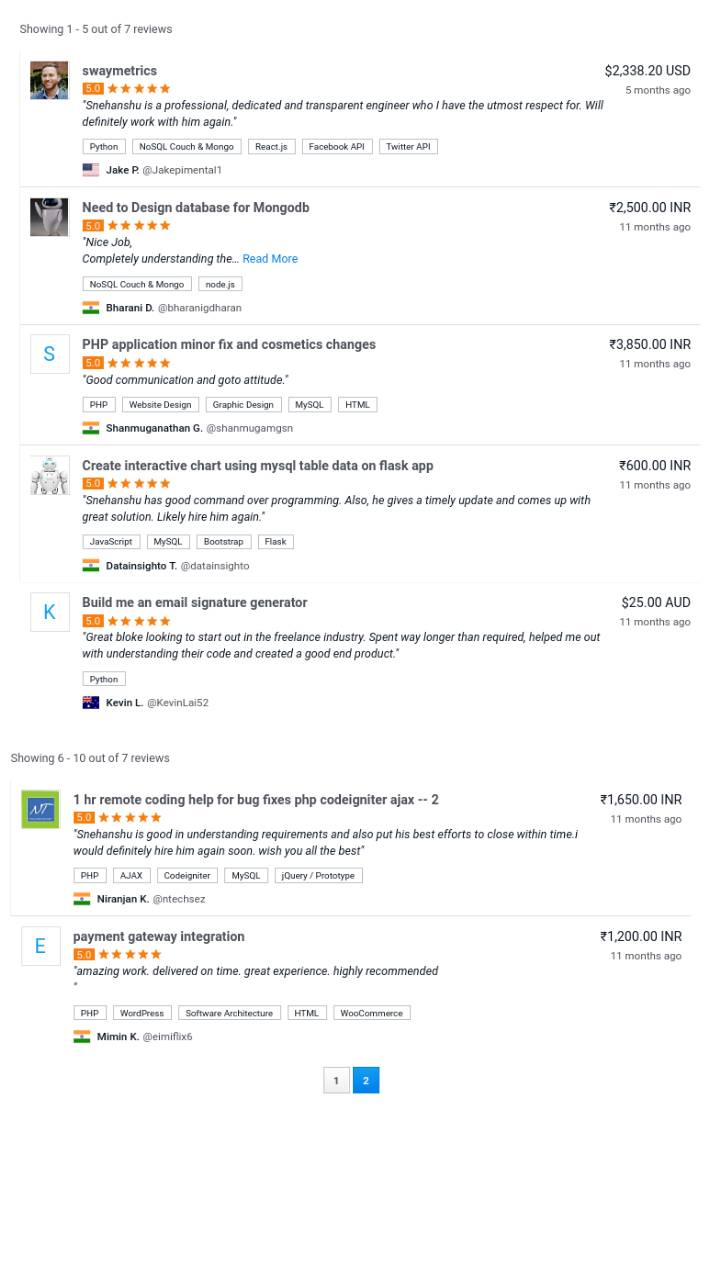 Showing 1 - 5 out of 7 reviews
swaymetrics
$2,338.20 USD
5.0
5 months ago
"Snehanshu is a professional, dedicated and transparent engineer who I have the utmost respect for. Will
definitely work with him again."
Python NoSQL Couch & Mongo React.js Facebook API Twitter API
Jake P. @Jakepimental1
Need to Design database for Mongodb
₹2,500.00 INR
5.0
11 months ago
"Nice Job,
Completely understanding the... Read More
NoSQL Couch & Mongo node.js
Bharani D. @bharanigdharan
S
PHP application minor fix and cosmetics changes
₹3,850.00 INR
5.0
11 months ago
"Good communication and goto attitude."
PHP Website Design Graphic Design MySQL HTML
Shanmuganathan G. @shanmugamgsn
Create interactive chart using mysql table data on flask app
₹600.00 INR
5.0
11 months ago
"Snehanshu has good command over programming. Also, he gives a timely update and comes up with
great solution. Likely hire him again."
JavaScript MySQL Bootstrap Flask
Datainsighto T. @datainsighto
K
Build me an email signature generator
$25.00 AUD
5.0
11 months ago
"Great bloke looking to start out in the freelance industry. Spent way longer than required, helped me out
with understanding their code and created a good end product."
Python
Kevin L. @KevinLai52
Showing 6 - 10 out of 7 reviews
NT
1 hr remote coding help for bug fixes php codeigniter ajax -- 2
₹1,650.00 INR
5.0
11 months ago
"Snehanshu is good in understanding requirements and also put his best efforts to close within time.i
would definitely hire him again soon. wish you all the best"
PHP AJAX Codeigniter MySQL jQuery / Prototype
Niranjan K. @ntechsez
E
payment gateway integration
₹1,200.00 INR
5.0
11 months ago
"amazing work. delivered on time. great experience. highly recommended
"
PHP WordPress Software Architecture HTML WooCommerce
Mimin K. @eimiflix6
1 2